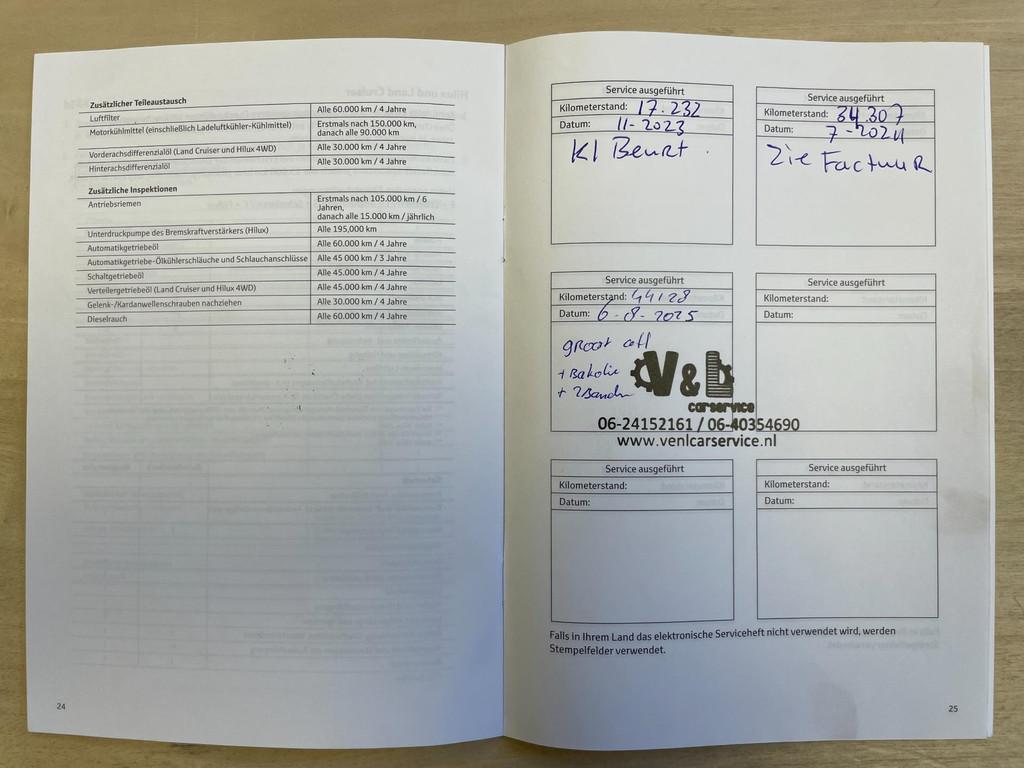 Zusätzlicher Teileaustausch
Luftfilter Alle 60.000 km / 4 Jahre
Motorkühlmittel (einschließlich Ladeluftkühler-Kühlmittel) Erstmals nach 150.000 km,
danach alle 90.000 km
Vorderachsdifferenzialöl (Land Cruiser und Hilux 4WD) Alle 30.000 km / 4 Jahre
Hinterachsdifferenzialöl Alle 30.000 km / 4 Jahre
Zusätzliche Inspektionen
Antriebsriemen Erstmals nach 105.000 km / 6
Jahren,
danach alle 15.000 km / jährlich
Unterdruckpumpe des Bremskraftverstärkers (Hilux) Alle 195,000 km
Automatikgetriebeöl Alle 60.000 km / 4 Jahre
Automatikgetriebe-Ölkühlerschläuche und Schlauchanschlüsse Alle 45 000 km / 3 Jahre
Schaltgetriebeöl Alle 45.000 km / 4 Jahre
Verteilergetriebeöl (Land Cruiser und Hilux 4WD) Alle 45.000 km / 4 Jahre
Gelenk-/Kardanwellenschrauben nachziehen Alle 30.000 km / 4 Jahre
Dieselrauch Alle 60.000 km / 4 Jahre
24
Service ausgeführt
Kilometerstand: 17.232
Datum: 11-2023
Kl Beurt
Service ausgeführt
Kilometerstand: 34.307
Datum: 7-2024
Zie Factuur
Service ausgeführt
Kilometerstand: 44128
Datum: 6-8-2025
groot
+ Bakolie
+ 2 Banden
V&L
carservice
06-24152161 / 06-40354690
www.venlcarservice.nl
Service ausgeführt
Kilometerstand:
Datum:
Service ausgeführt
Kilometerstand:
Datum:
Service ausgeführt
Kilometerstand:
Datum:
Falls in Ihrem Land das elektronische Serviceheft nicht verwendet wird, werden
Stempelfelder verwendet.
25